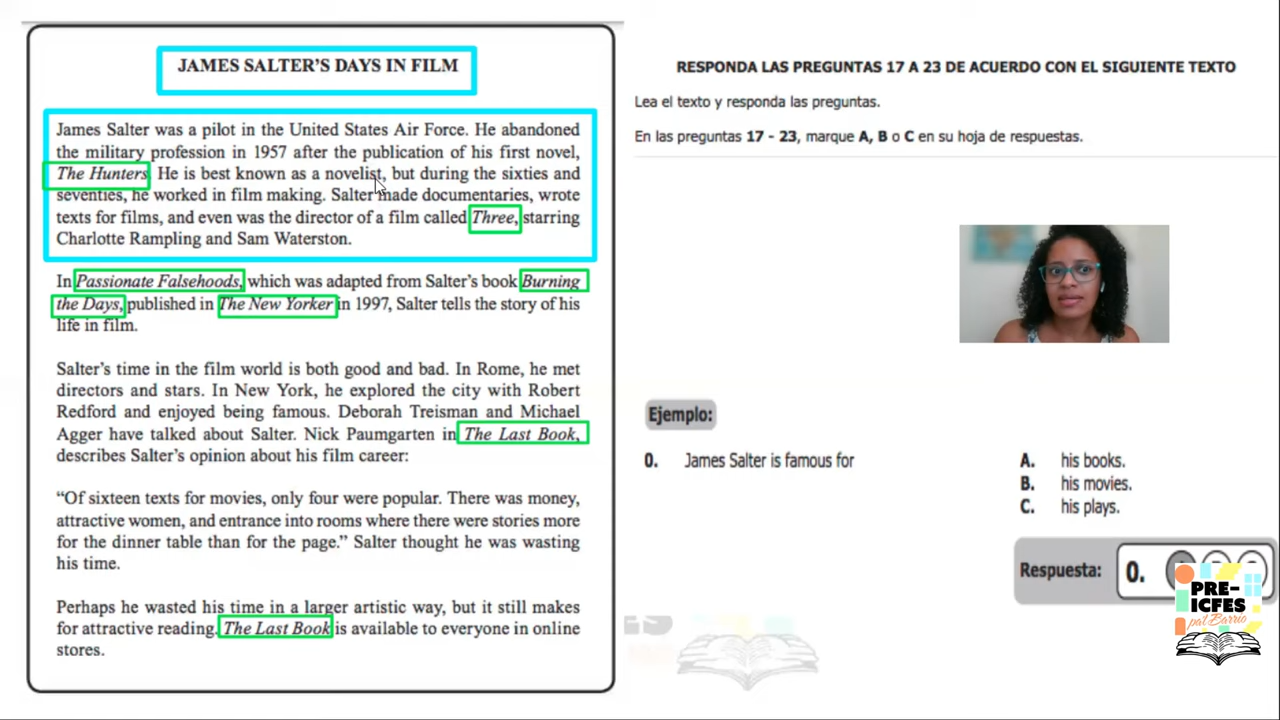 JAMES SALTER'S DAYS IN FILM
James Salter was a pilot in the United States Air Force. He abandoned
the military profession in 1957 after the publication of his first novel,
The Hunters. He is best known as a novelist, but during the sixties and
seventies, he worked in film making. Salter made documentaries, wrote
texts for films, and even was the director of a film called Three, starring
Charlotte Rampling and Sam Waterston.
In Passionate Falsehoods, which was adapted from Salter's book Burning
the Days, published in The New Yorker in 1997, Salter tells the story of his
life in film.
Salter's time in the film world is both good and bad. In Rome, he met
directors and stars. In New York, he explored the city with Robert
Redford and enjoyed being famous. Deborah Treisman and Michael
Agger have talked about Salter. Nick Paumgarten in The Last Book,
describes Salter's opinion about his film career:
“Of sixteen texts for movies, only four were popular. There was money,
attractive women, and entrance into rooms where there were stories more
for the dinner table than for the page.” Salter thought he was wasting
his time.
Perhaps he wasted his time in a larger artistic way, but it still makes
for attractive reading. The Last Book is available to everyone in online
stores.
RESPONDA LAS PREGUNTAS 17 A 23 DE ACUERDO CON EL SIGUIENTE TEXTO
Lea el texto y responda las preguntas.
En las preguntas 17 - 23, marque A, B o C en su hoja de respuestas.
Ejemplo:
0. James Salter is famous for
A. his books.
B. his movies.
C. his plays.
Respuesta: 0.
PRE-
ICFES
pal Barrio